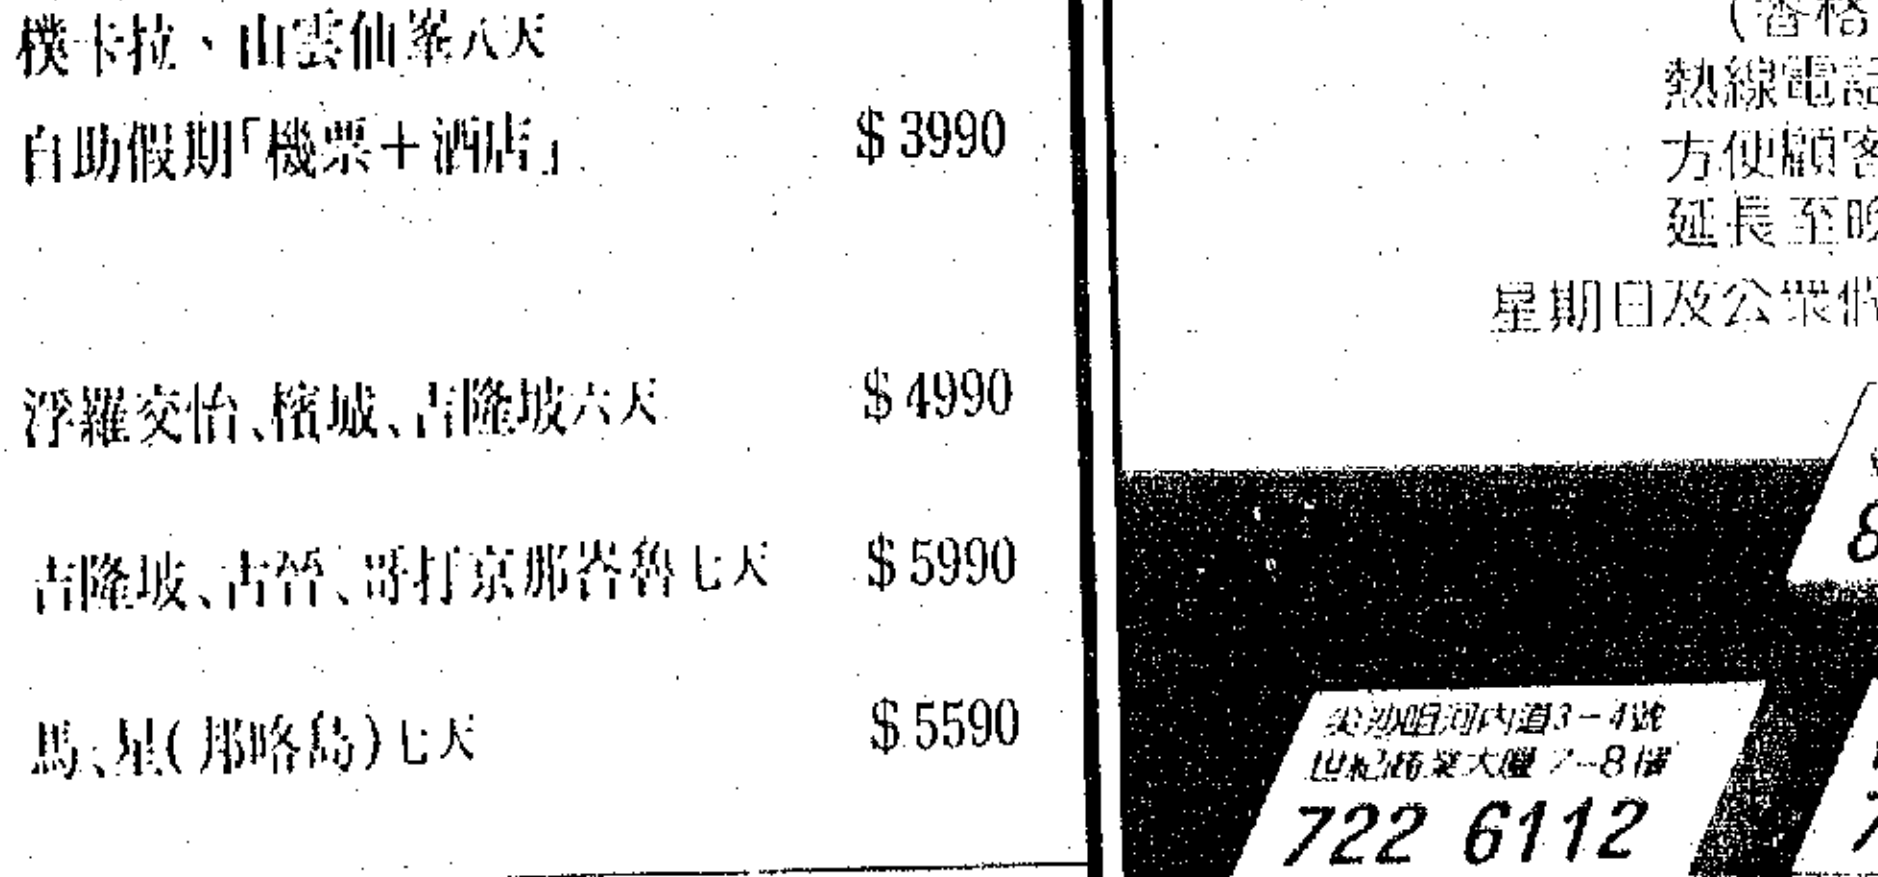 樸卡拉、山雲仙峯八天
自助假期「機票＋酒店」 $3990
浮羅交怡、檳城、吉隆坡六天 $4990
吉隆坡、古晉、哥打京那峇魯七天 $5990
馬、星(邦咯島)七天 $5590
熱線電話
方便顧客
延長至晚
星期日及公眾假
尖沙咀河內道3-4號
世紀商業大廈7-8樓
722 6112